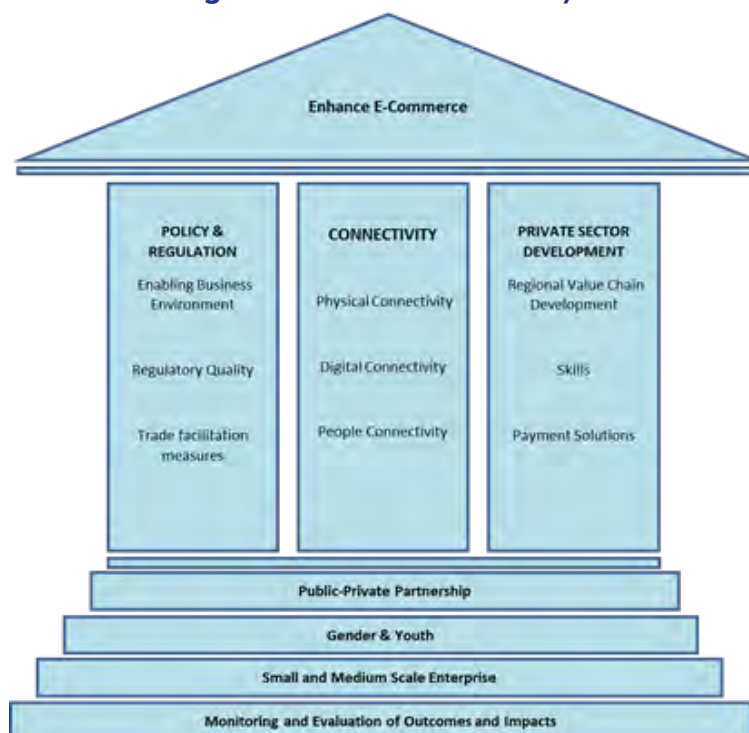 Enhance E-Commerce
POLICY &
REGULATION
Enabling Business
Environment
Regulatory Quality
Trade facilitation
measures
CONNECTIVITY
Physical Connectivity
Digital Connectivity
People Connectivity
PRIVATE SECTOR
DEVELOPMENT
Regional Value Chain
Development
Skills
Payment Solutions
Public-Private Partnership
Gender & Youth
Small and Medium Scale Enterprise
Monitoring and Evaluation of Outcomes and Impacts